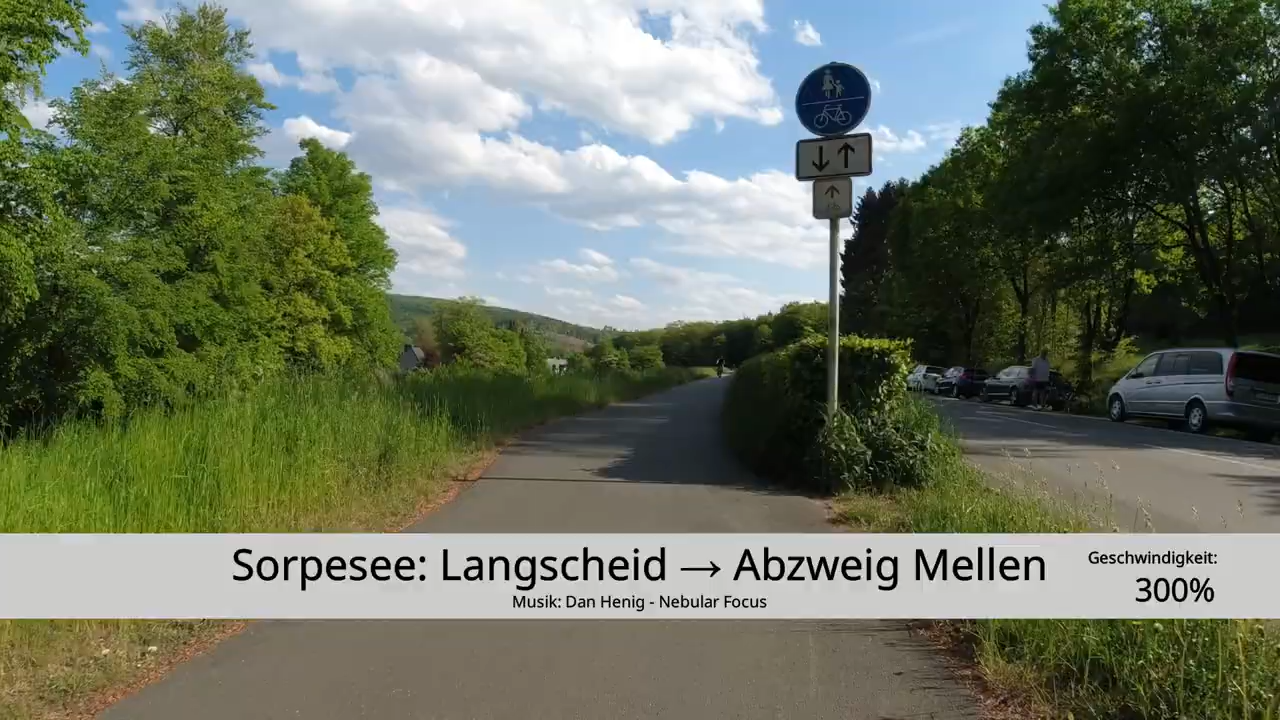 Sorpesee: Langscheid → Abzweig Mellen
Musik: Dan Henig - Nebular Focus
Geschwindigkeit:
300%